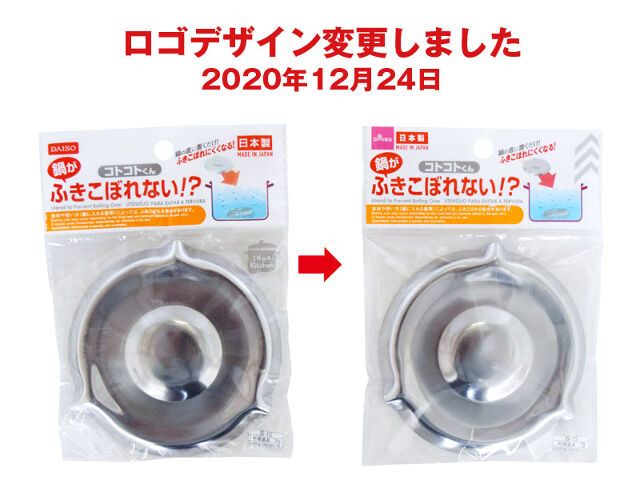 ロゴデザイン変更しました
2020年12月24日
DAISO
鍋の底に置くだけ!
ふきこぼれにくくなる!
日本製
MADE IN JAPAN
コトコトくん
鍋が
ふきこぼれない!?
Utensil to Prevent Boiling Over UTENSÍLIO PARA EVITAR A FERVURA
idea Kitchen
B-15
DAISO
日本製
MADE IN JAPAN
鍋の底に置くだけ!
ふきこぼれにくくなる!
コトコトくん
鍋が
ふきこぼれない!?
Utensil to Prevent Boiling Over UTENSÍLIO PARA EVITAR A FERVURA
B-15